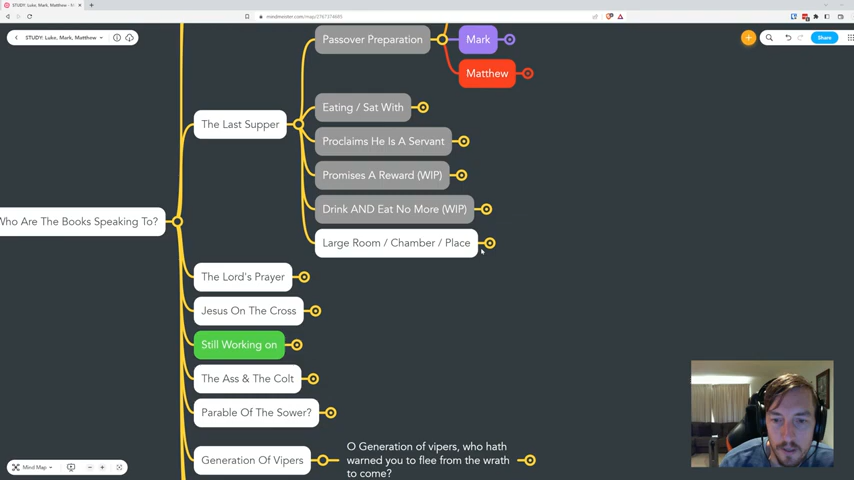 STUDY: Luke, Mark, Matthew - M
mindmeister.com/map/2767374685
STUDY: Luke, Mark, Matthew
Share
Passover Preparation
Mark
Matthew
The Last Supper
Eating / Sat With
Proclaims He Is A Servant
Promises A Reward (WIP)
Drink AND Eat No More (WIP)
Large Room / Chamber / Place
Who Are The Books Speaking To?
The Lord's Prayer
Jesus On The Cross
Still Working on
The Ass & The Colt
Parable Of The Sower?
Generation Of Vipers
O Generation of vipers, who hath
warned you to flee from the wrath
to come?
Mind Map